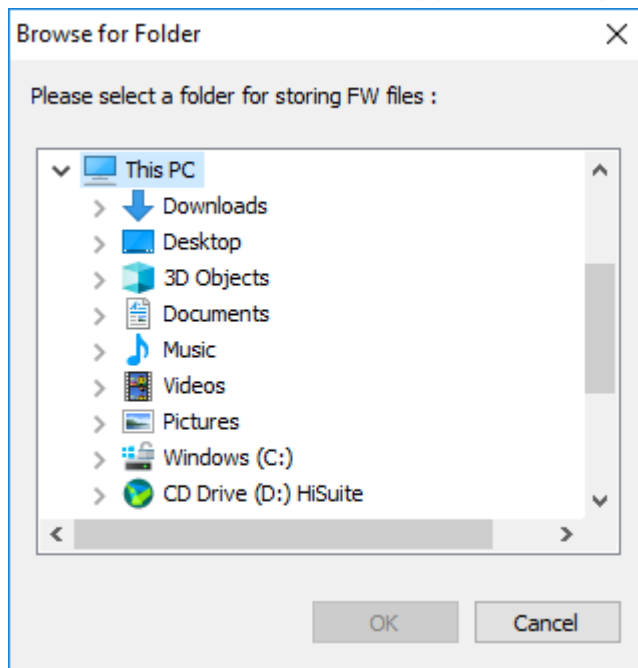 Browse for Folder
Please select a folder for storing FW files :
This PC
Downloads
Desktop
3D Objects
Documents
Music
Videos
Pictures
Windows (C:)
CD Drive (D:) HiSuite
OK Cancel